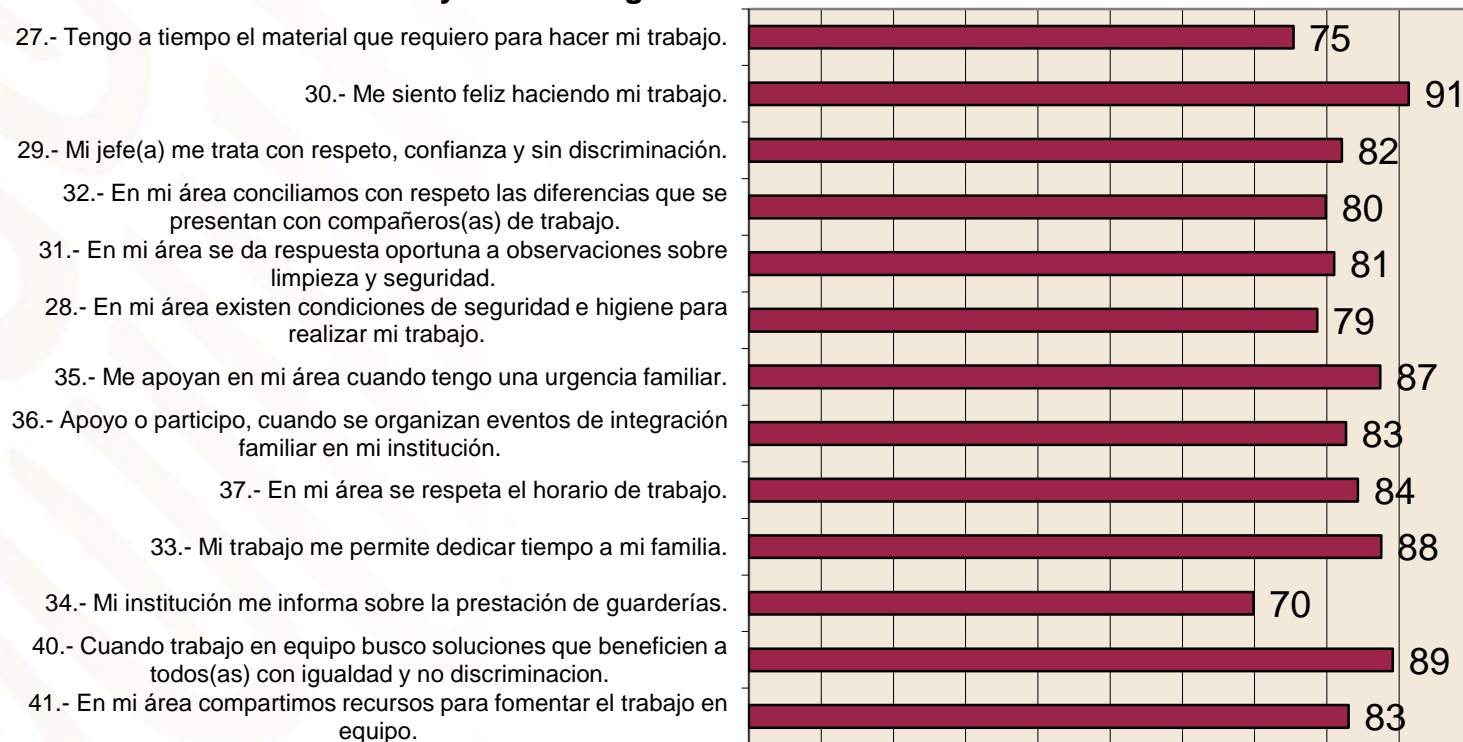 27.- Tengo a tiempo el material que requiero para hacer mi trabajo.
75
30.- Me siento feliz haciendo mi trabajo.
91
29.- Mi jefe(a) me trata con respeto, confianza y sin discriminación.
82
32.- En mi área conciliamos con respeto las diferencias que se
presentan con compañeros(as) de trabajo.
80
31.- En mi área se da respuesta oportuna a observaciones sobre
limpieza y seguridad.
81
28.- En mi área existen condiciones de seguridad e higiene para
realizar mi trabajo.
79
35.- Me apoyan en mi área cuando tengo una urgencia familiar.
87
36.- Apoyo o participo, cuando se organizan eventos de integración
familiar en mi institución.
83
37.- En mi área se respeta el horario de trabajo.
84
33.- Mi trabajo me permite dedicar tiempo a mi familia.
88
34.- Mi institución me informa sobre la prestación de guarderías.
70
40.- Cuando trabajo en equipo busco soluciones que beneficien a
todos(as) con igualdad y no discriminacion.
89
41.- En mi área compartimos recursos para fomentar el trabajo en
equipo.
83